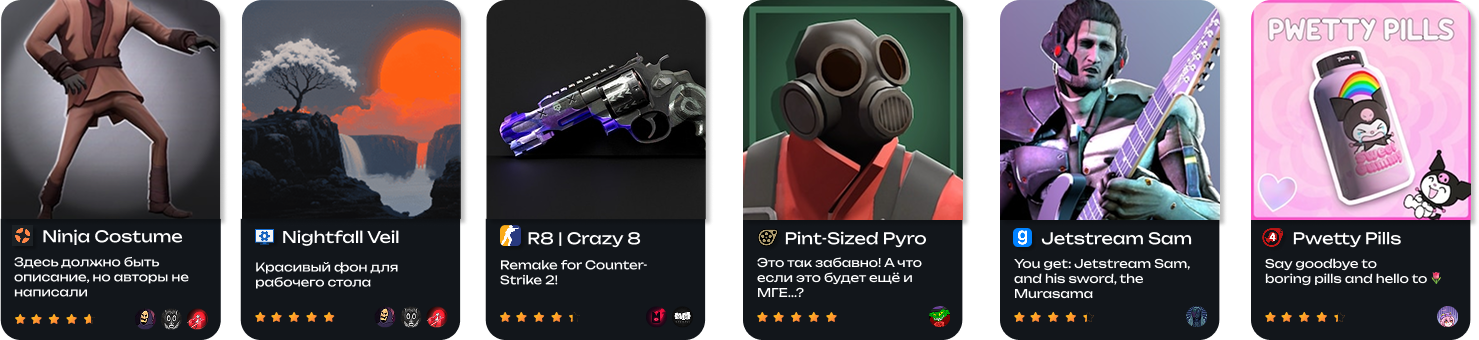 Ninja Costume
Здесь должно быть
описание, но авторы не
написали
Nightfall Veil
Красивый фон для
рабочего стола
R8 | Crazy 8
Remake for Counter-
Strike 2!
Pint-Sized Pyro
Это так забавно! А что
если это будет ещё и
МГЕ...?
g Jetstream Sam
You get: Jetstream Sam,
and his sword, the
Murasama
PWETTY PILLS
4 Pwetty Pills
Say goodbye to
boring pills and hello to 🌷